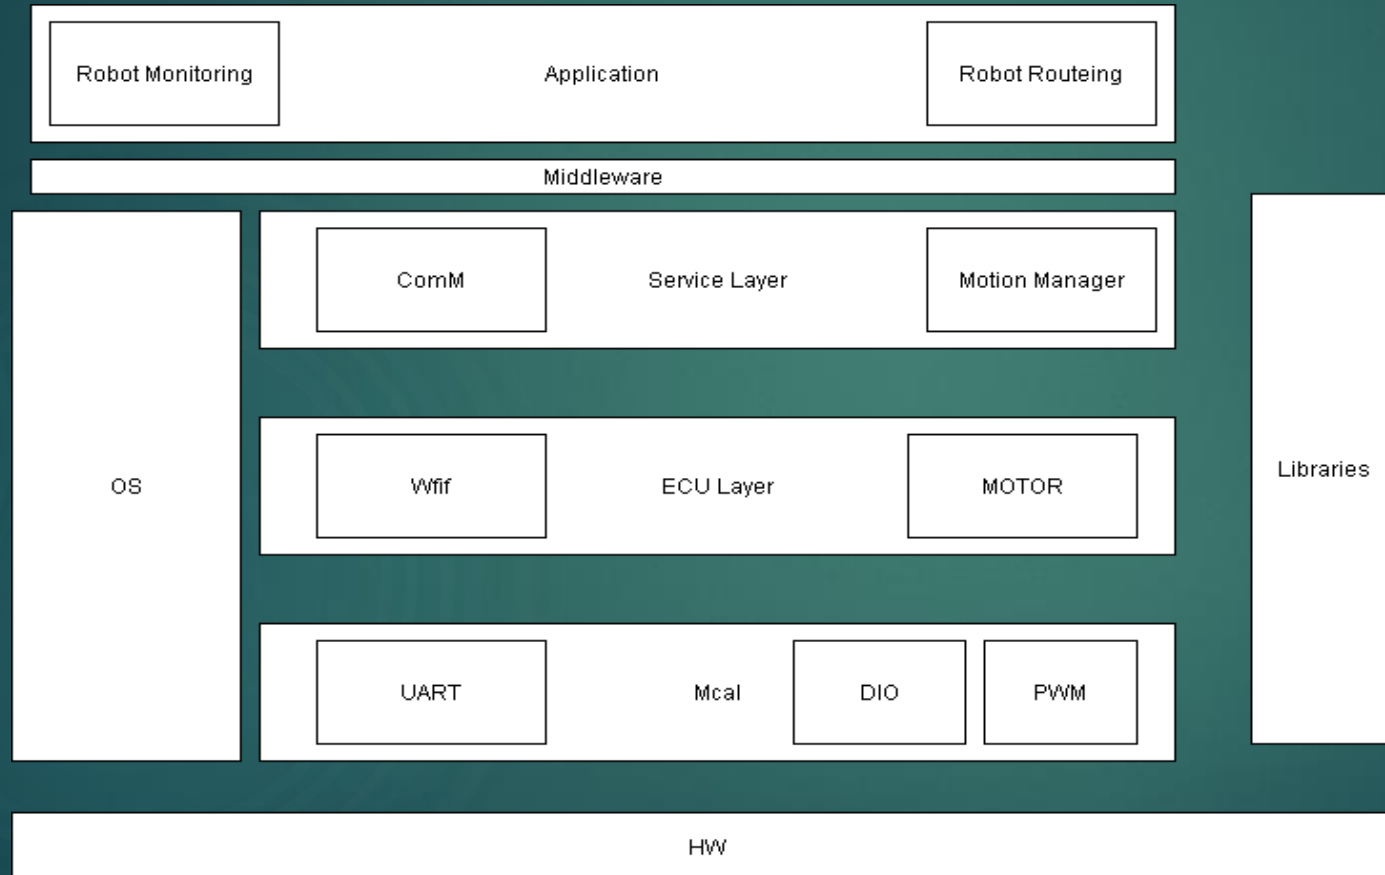 Robot Monitoring
Application
Robot Routeing
Middleware
ComM
Service Layer
Motion Manager
OS
Wfif
ECU Layer
MOTOR
Libraries
UART
Mcal
DIO
PWM
HW